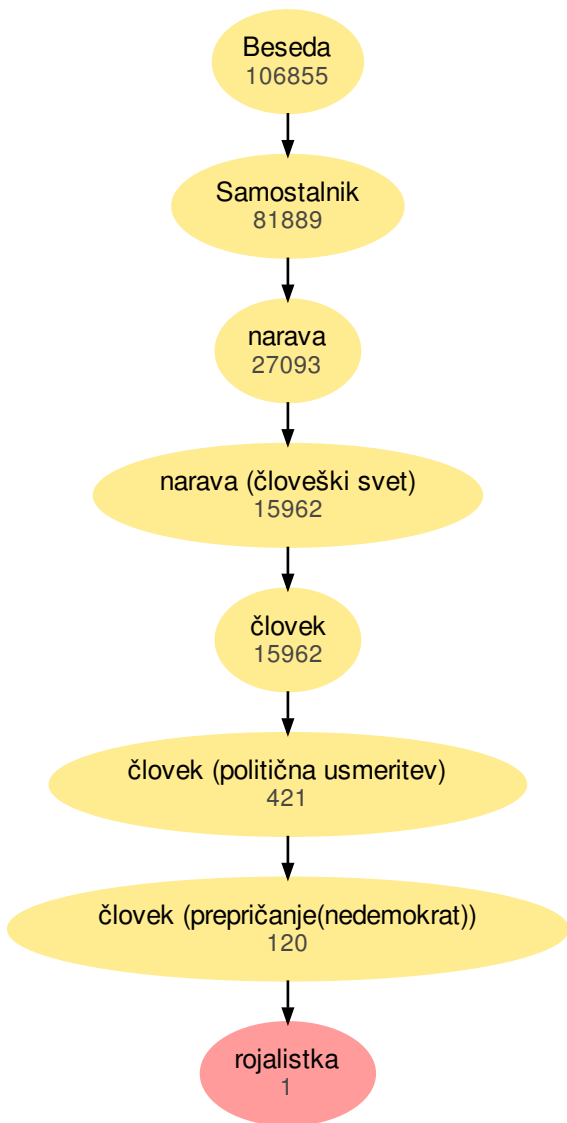 Beseda
106855
Samostalnik
81889
narava
27093
narava (človeški svet)
15962
človek
15962
človek (politična usmeritev)
421
človek (prepričanje(nedemokrat))
120
rojalistka
1